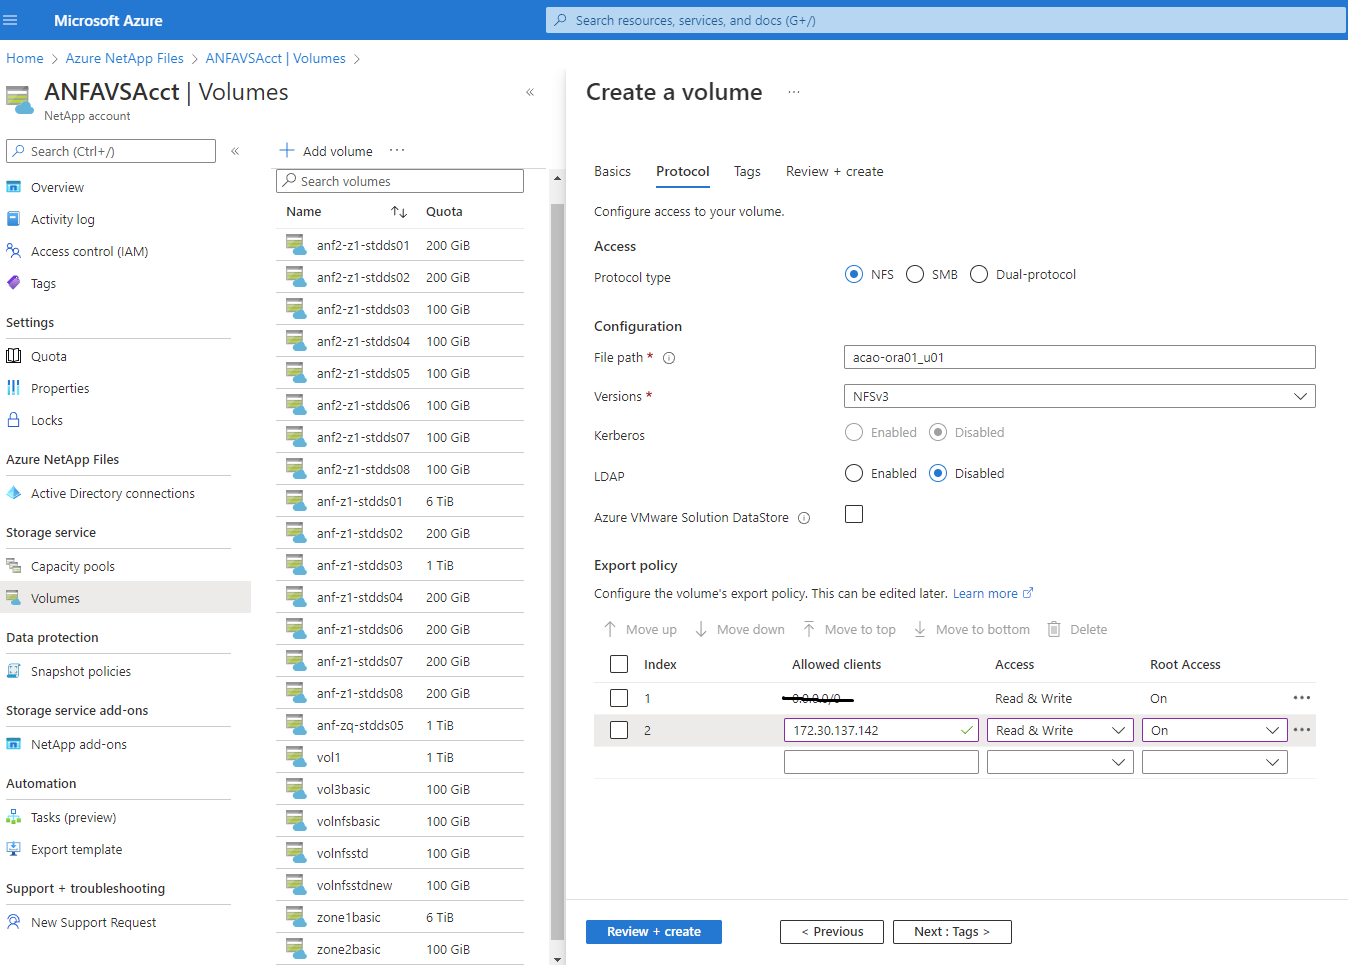 Microsoft Azure
Search resources, services, and docs (G+/)
Home > Azure NetApp Files > ANFAVSAcct | Volumes >
ANFAVSAcct | Volumes
NetApp account
«
Search (Ctrl+/)
«
Overview
Activity log
Access control (IAM)
Tags
Settings
Quota
Properties
Locks
Azure NetApp Files
Active Directory connections
Storage service
Capacity pools
Volumes
Data protection
Snapshot policies
Storage service add-ons
NetApp add-ons
Automation
Tasks (preview)
Export template
Support + troubleshooting
New Support Request
+ Add volume ...
Search volumes
Name Quota
anf2-z1-stdds01 200 GiB
anf2-z1-stdds02 200 GiB
anf2-z1-stdds03 100 GiB
anf2-z1-stdds04 100 GiB
anf2-z1-stdds05 100 GiB
anf2-z1-stdds06 100 GiB
anf2-z1-stdds07 100 GiB
anf2-z1-stdds08 100 GiB
anf-z1-stdds01 6 TiB
anf-z1-stdds02 200 GiB
anf-z1-stdds03 1 TiB
anf-z1-stdds04 200 GiB
anf-z1-stdds06 200 GiB
anf-z1-stdds07 200 GiB
anf-z1-stdds08 200 GiB
anf-zq-stdds05 1 TiB
vol1 1 TiB
vol3basic 100 GiB
volnfsbasic 100 GiB
volnfsstd 100 GiB
volnfsstdnew 100 GiB
zone1basic 6 TiB
zone2basic 100 GiB
Create a volume ...
Basics Protocol Tags Review + create
Configure access to your volume.
Access
Protocol type NFS SMB Dual-protocol
Configuration
File path * acao-ora01_u01
Versions * NFSv3
Kerberos Enabled Disabled
LDAP Enabled Disabled
Azure VMware Solution DataStore
Export policy
Configure the volume's export policy. This can be edited later. Learn more
Move up Move down Move to top Move to bottom Delete
Index Allowed clients Access Root Access
1 0.0.0.0/0 Read & Write On ...
2 172.30.137.142 Read & Write On ...
Review + create < Previous Next : Tags >